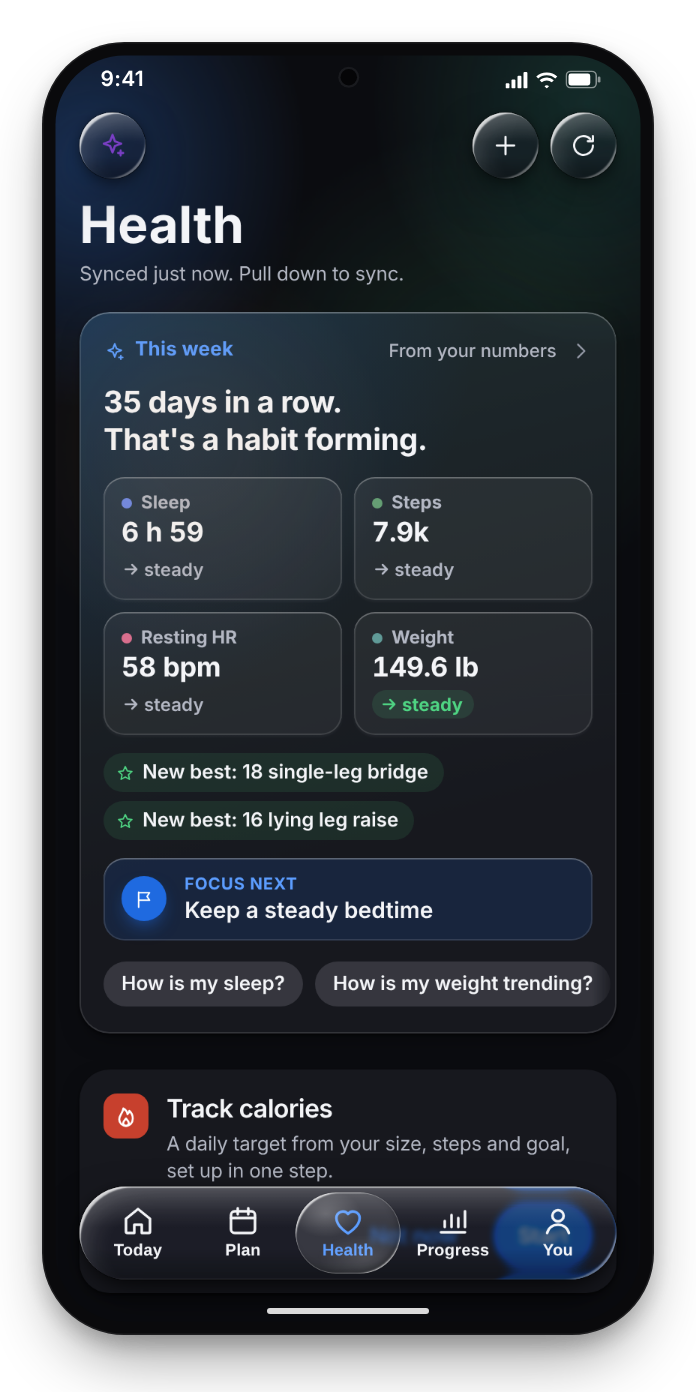 9:41
Health
Synced just now. Pull down to sync.
This week
From your numbers
35 days in a row.
That's a habit forming.
Sleep
6 h 59
→ steady
Steps
7.9k
→ steady
Resting HR
58 bpm
→ steady
Weight
149.6 lb
→ steady
New best: 18 single-leg bridge
New best: 16 lying leg raise
FOCUS NEXT
Keep a steady bedtime
How is my sleep?
How is my weight trending?
Track calories
A daily target from your size, steps and goal,
set up in one step.
Today
Plan
Health
Progress
You